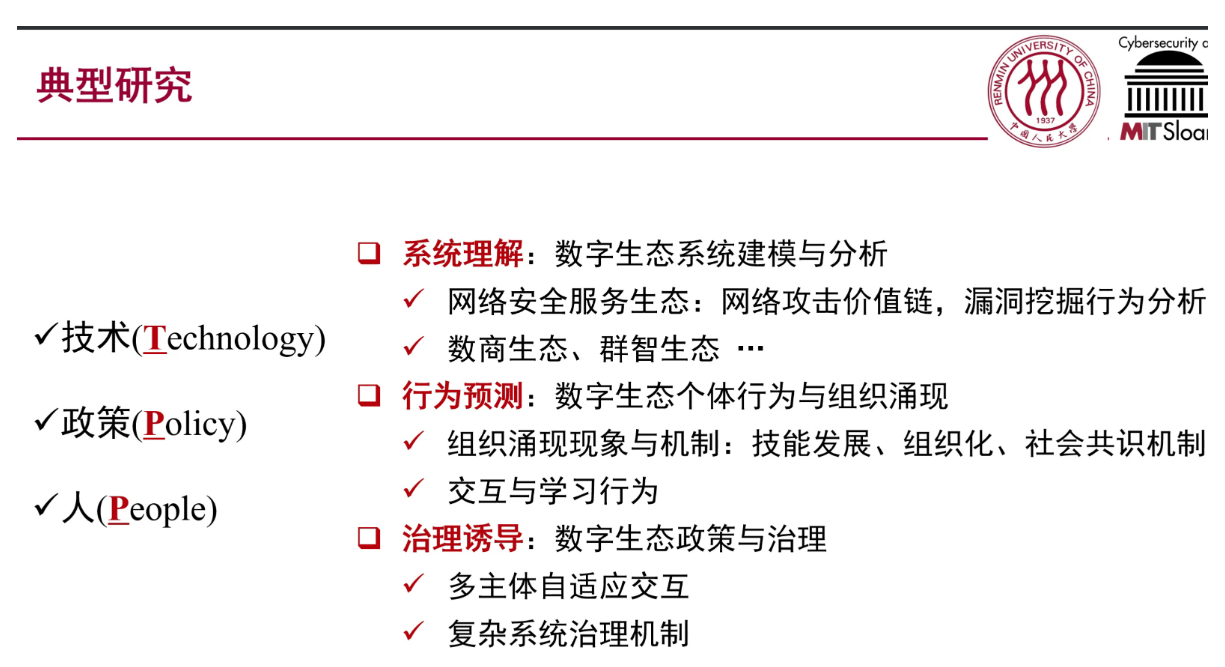 典型研究
RENMIN UNIVERSITY OF CHINA
1937
中国人民大学
Cybersecurity a
MIT Sloan
✓技术(Technology)
✓政策(Policy)
✓人(People)
❑ 系统理解：数字生态系统建模与分析
✓ 网络安全服务生态：网络攻击价值链，漏洞挖掘行为分析
✓ 数商生态、群智生态 …
❑ 行为预测：数字生态个体行为与组织涌现
✓ 组织涌现现象与机制：技能发展、组织化、社会共识机制
✓ 交互与学习行为
❑ 治理诱导：数字生态政策与治理
✓ 多主体自适应交互
✓ 复杂系统治理机制